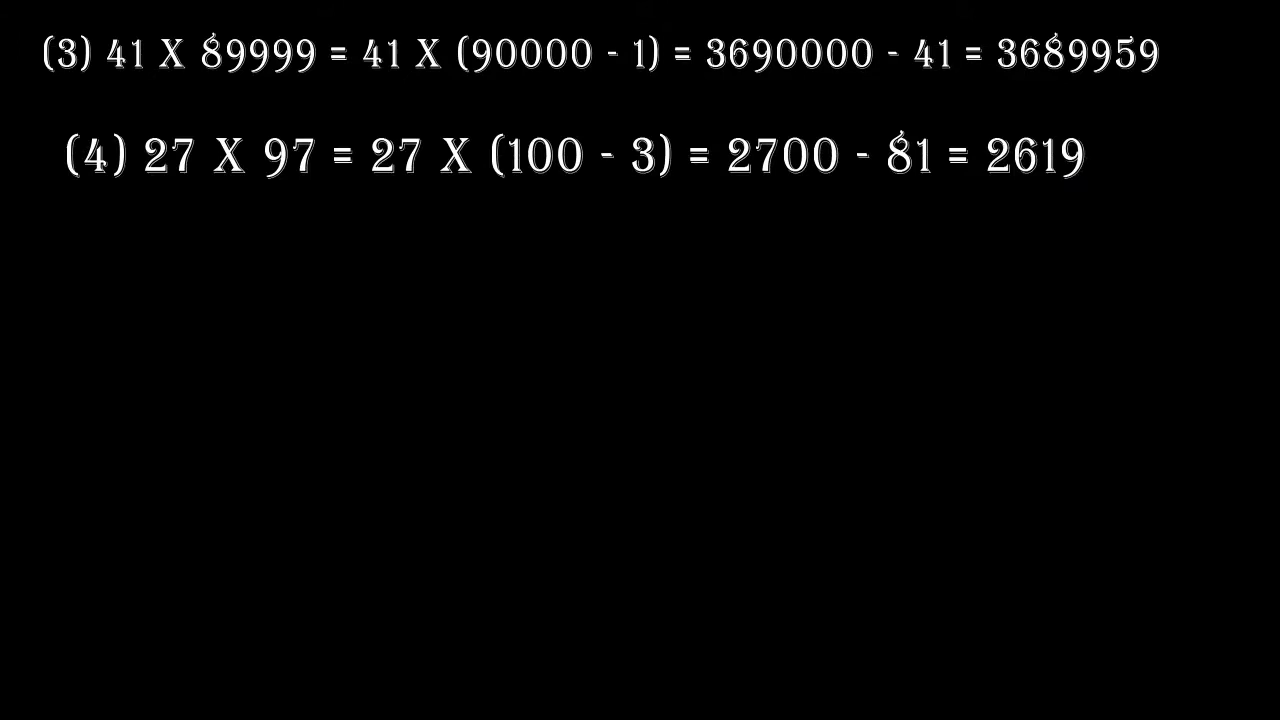 (3) 41 X 89999 = 41 X (90000 - 1) = 3690000 - 41 = 3689959
(4) 27 X 97 = 27 X (100 - 3) = 2700 - 81 = 2619